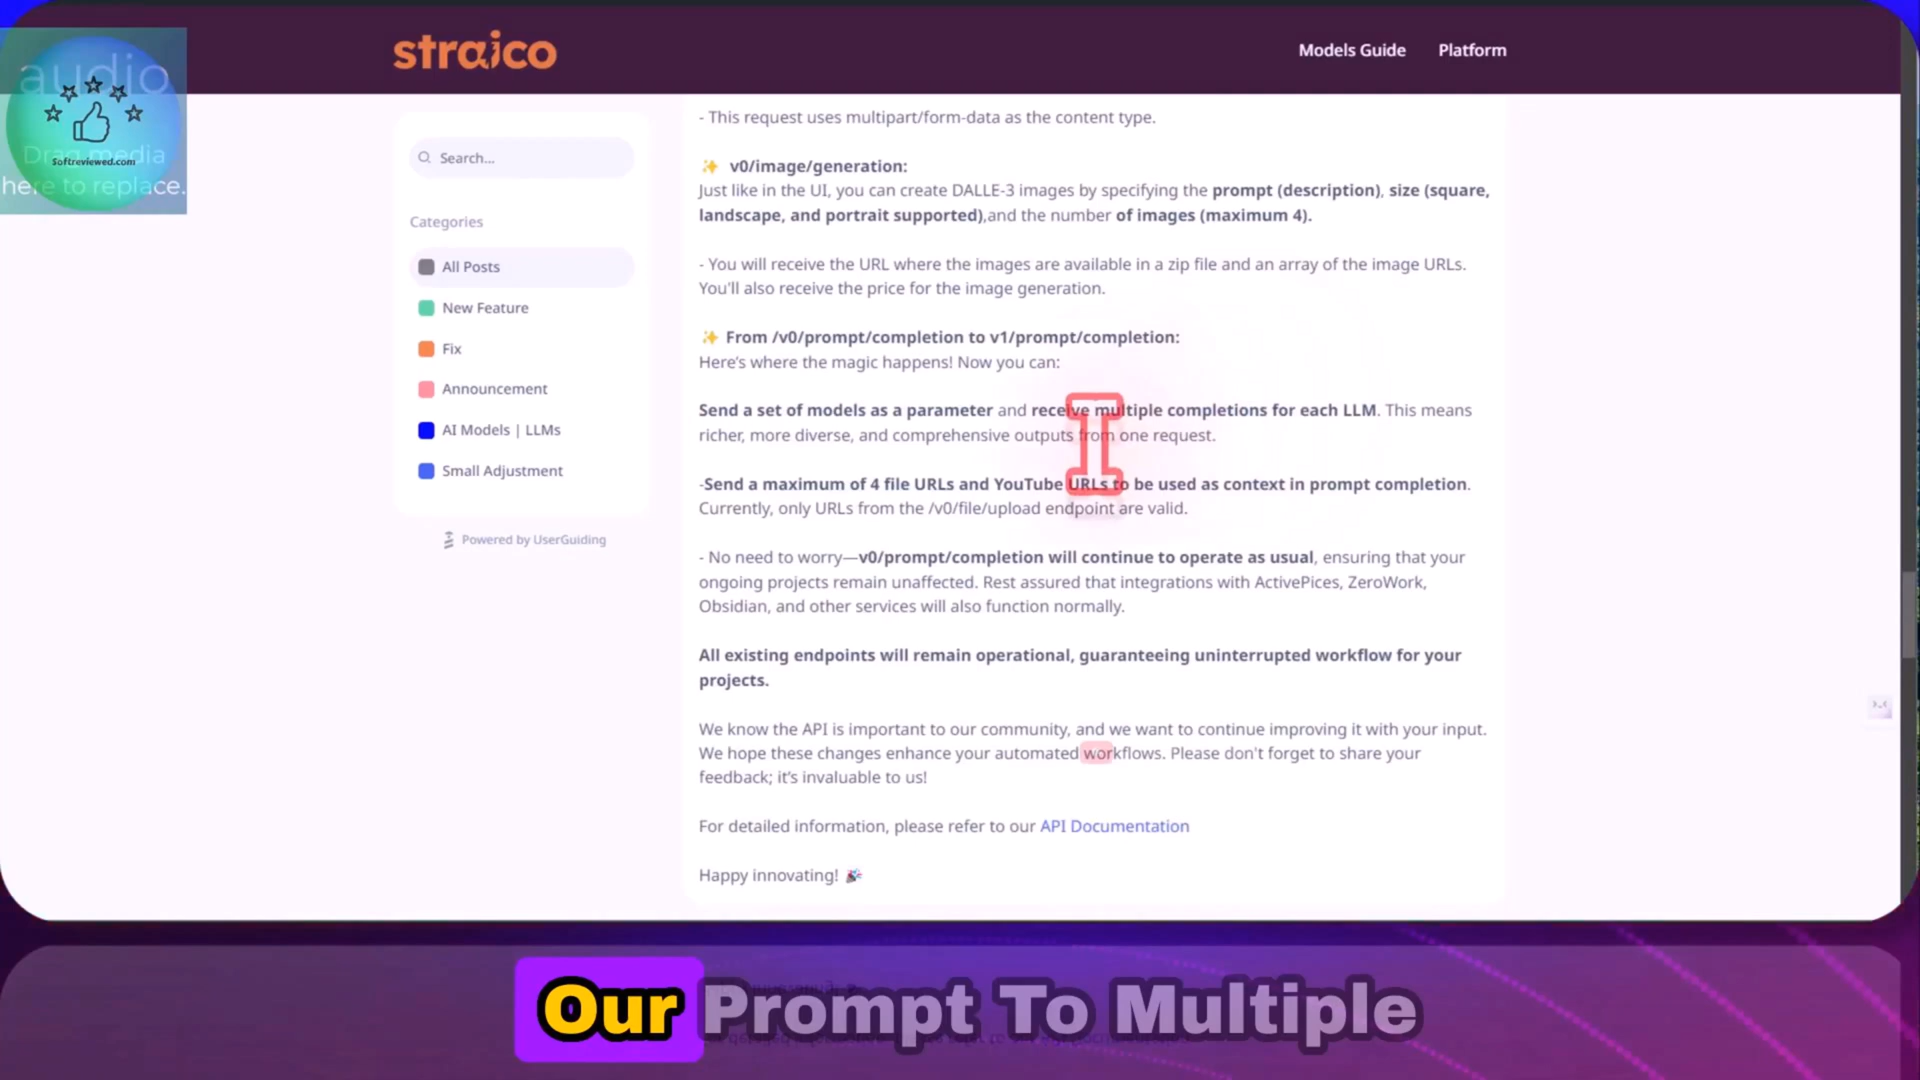 straico
Models Guide
Platform
audio
Softreviewed.com
Drag media
here to replace.
Search...
Categories
All Posts
New Feature
Fix
Announcement
AI Models | LLMs
Small Adjustment
Powered by UserGuiding
- This request uses multipart/form-data as the content type.
✨ v0/image/generation:
Just like in the UI, you can create DALLE-3 images by specifying the prompt (description), size (square,
landscape, and portrait supported),and the number of images (maximum 4).
- You will receive the URL where the images are available in a zip file and an array of the image URLs.
You'll also receive the price for the image generation.
✨ From /v0/prompt/completion to v1/prompt/completion:
Here's where the magic happens! Now you can:
Send a set of models as a parameter and receive multiple completions for each LLM. This means
richer, more diverse, and comprehensive outputs from one request.
-Send a maximum of 4 file URLs and YouTube URLs to be used as context in prompt completion.
Currently, only URLs from the /v0/file/upload endpoint are valid.
- No need to worry—v0/prompt/completion will continue to operate as usual, ensuring that your
ongoing projects remain unaffected. Rest assured that integrations with ActivePices, ZeroWork,
Obsidian, and other services will also function normally.
All existing endpoints will remain operational, guaranteeing uninterrupted workflow for your
projects.
We know the API is important to our community, and we want to continue improving it with your input.
We hope these changes enhance your automated workflows. Please don't forget to share your
feedback; it's invaluable to us!
For detailed information, please refer to our API Documentation
Happy innovating! 🎉
Our Prompt To Multiple